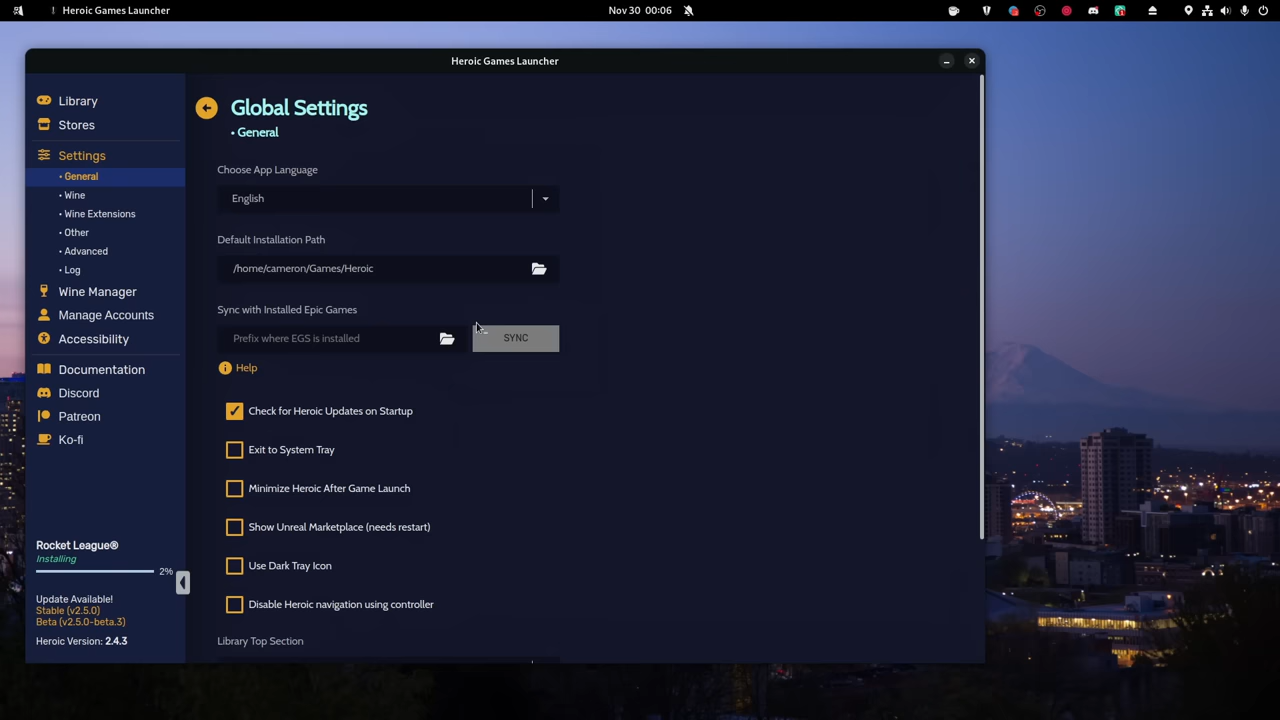 Heroic Games Launcher
Nov 30 00:06
Heroic Games Launcher
Library
Stores
Settings
• General
• Wine
• Wine Extensions
• Other
• Advanced
• Log
Wine Manager
Manage Accounts
Accessibility
Documentation
Discord
Patreon
Ko-fi
Rocket League®
Installing
2%
Update Available!
Stable (v2.5.0)
Beta (v2.5.0-beta.3)
Heroic Version: 2.4.3
Global Settings
• General
Choose App Language
English
Default Installation Path
/home/cameron/Games/Heroic
Sync with Installed Epic Games
Prefix where EGS is installed
SYNC
Help
Check for Heroic Updates on Startup
Exit to System Tray
Minimize Heroic After Game Launch
Show Unreal Marketplace (needs restart)
Use Dark Tray Icon
Disable Heroic navigation using controller
Library Top Section